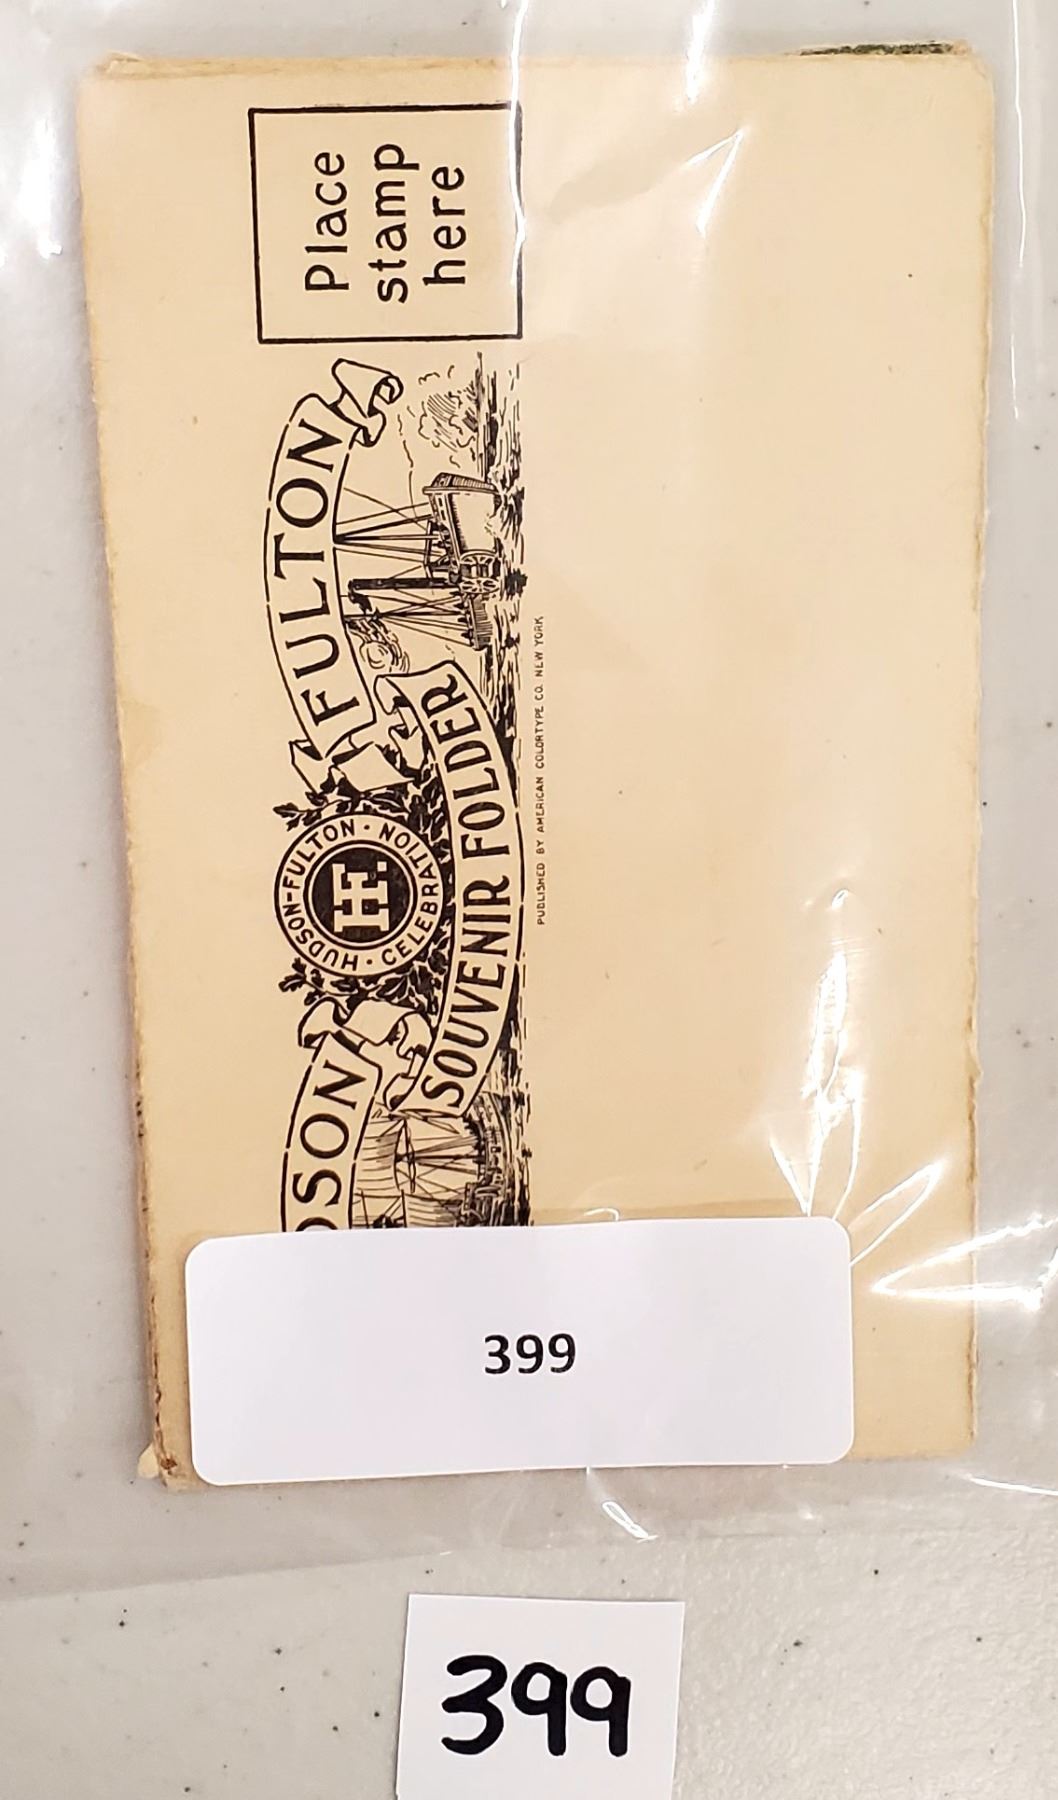 Place
stamp
here
DSON
FULTON
HUDSON-FULTON · CELEBRATION ·
HF.
SOUVENIR FOLDER
PUBLISHED BY AMERICAN COLORTYPE CO. NEW YORK
399
399